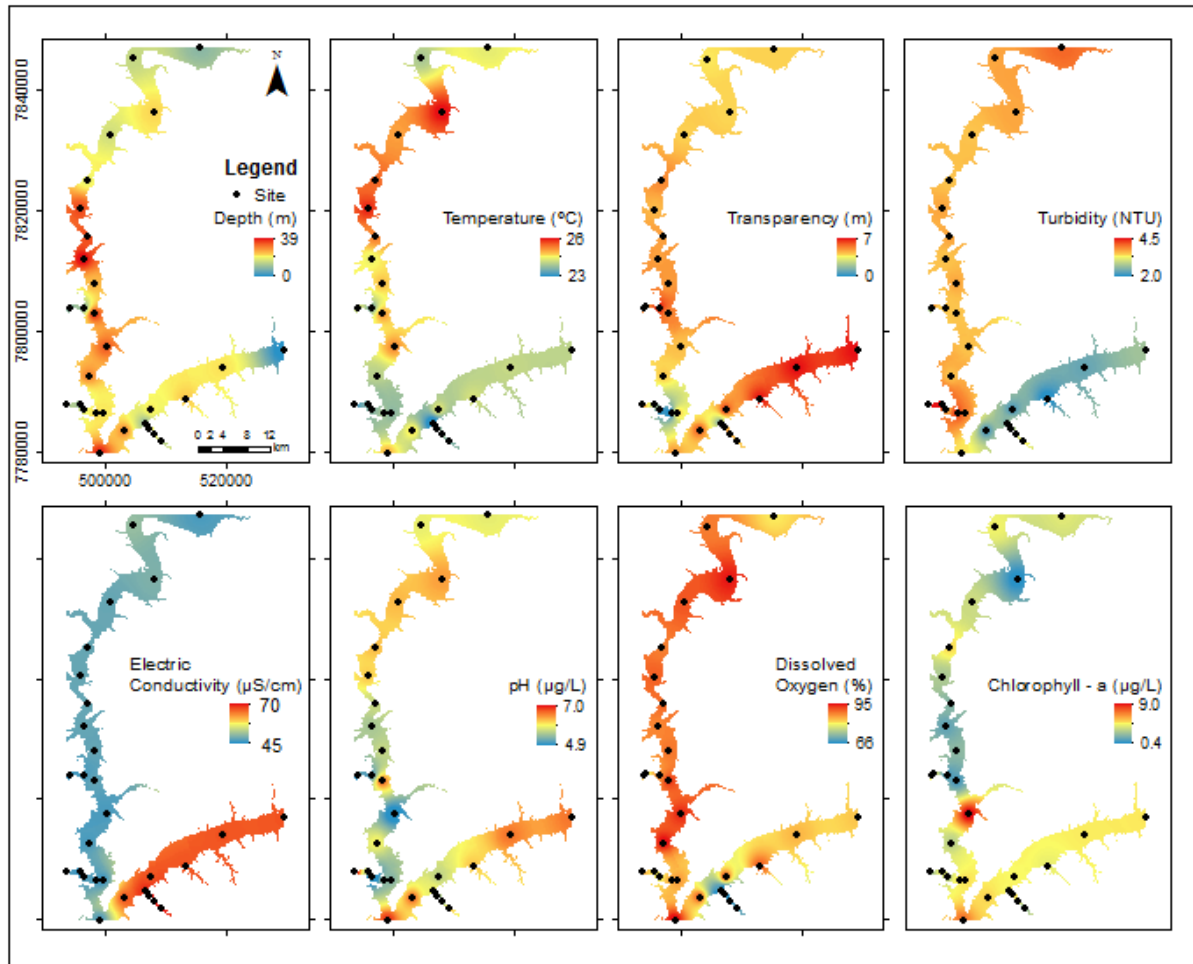 N
Legend
Site
Depth (m)
39
0
0 2 4 8 12
km
7840000
7820000
7800000
7780000
500000
520000
Temperature (ºC)
26
23
Transparency (m)
7
0
Turbidity (NTU)
4.5
2.0
Electric
Conductivity (µS/cm)
70
45
pH (µg/L)
7.0
4.9
Dissolved
Oxygen (%)
95
66
Chlorophyll - a (µg/L)
9.0
0.4